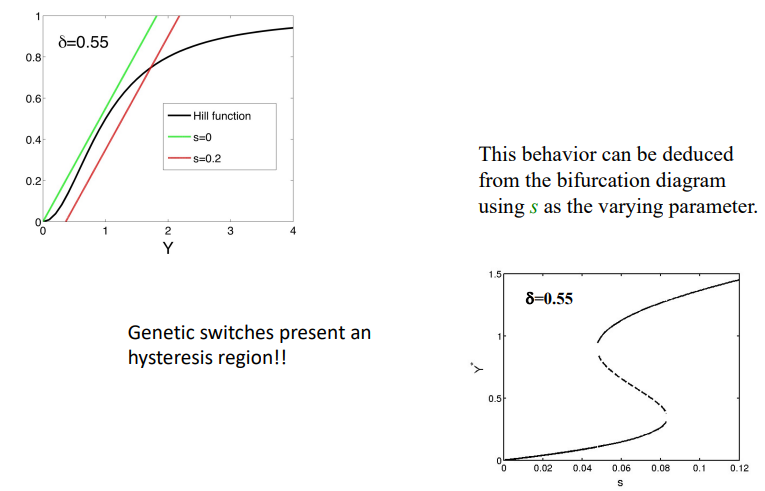 δ=0.55
1
0.8
0.6
0.4
0.2
0
0 1 2 3 4
Y
Hill function
s=0
s=0.2
This behavior can be deduced
from the bifurcation diagram
using s as the varying parameter.
Genetic switches present an
hysteresis region!!
δ=0.55
1.5
1
0.5
0
Y*
0 0.02 0.04 0.06 0.08 0.1 0.12
s